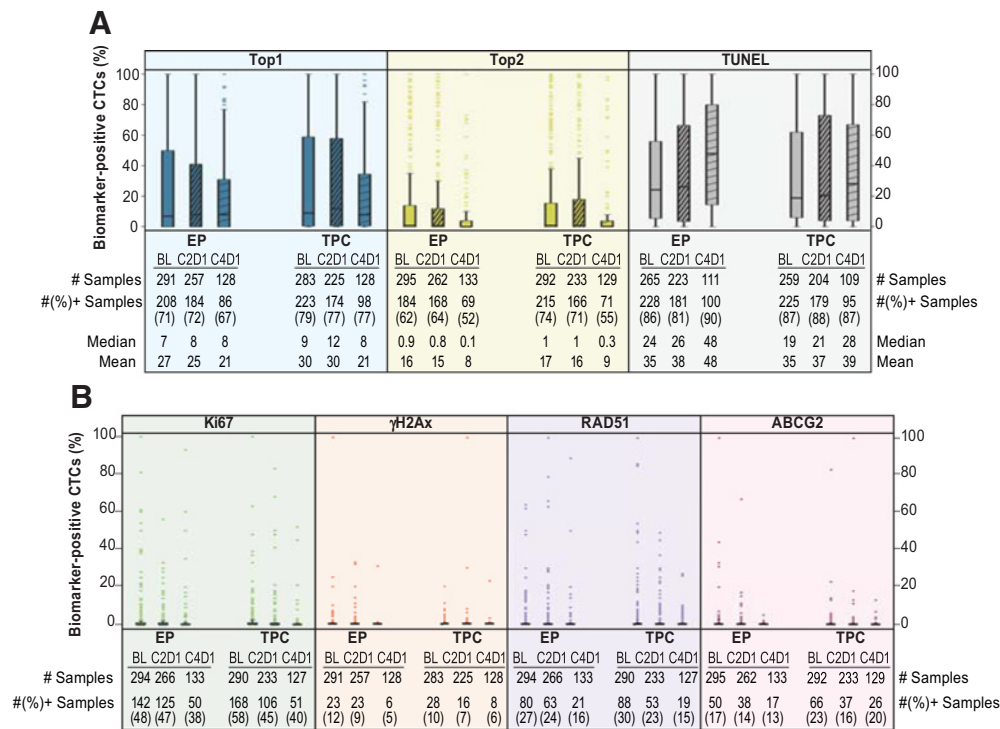 A
Top1 Top2 TUNEL
Biomarker-positive CTCs (%)
100 100
80 80
60 60
40 40
20 20
0 0
EP TPC EP TPC EP TPC
BL C2D1 C4D1 BL C2D1 C4D1 BL C2D1 C4D1 BL C2D1 C4D1 BL C2D1 C4D1 BL C2D1 C4D1
# Samples 291 257 128 283 225 128 295 262 133 292 233 129 265 223 111 259 204 109 # Samples
#(%)+ Samples 208 184 86 223 174 98 184 168 69 215 166 71 228 181 100 225 179 95 #(%)+ Samples
(71) (72) (67) (79) (77) (77) (62) (64) (52) (74) (71) (55) (86) (81) (90) (87) (88) (87)
Median 7 8 8 9 12 8 0.9 0.8 0.1 1 1 0.3 24 26 48 19 21 28 Median
Mean 27 25 21 30 30 21 16 15 8 17 16 9 35 38 48 35 37 39 Mean
B
Ki67 γH2Ax RAD51 ABCG2
Biomarker-positive CTCs (%)
100 100
80 80
60 60
40 40
20 20
0 0
EP TPC EP TPC EP TPC EP TPC
BL C2D1 C4D1 BL C2D1 C4D1 BL C2D1 C4D1 BL C2D1 C4D1 BL C2D1 C4D1 BL C2D1 C4D1 BL C2D1 C4D1 BL C2D1 C4D1
# Samples 294 266 133 290 233 127 291 257 128 283 225 128 294 266 133 290 233 127 295 262 133 292 233 129 # Samples
#(%)+ Samples 142 125 50 168 106 51 23 23 6 28 16 8 80 63 21 88 53 19 50 38 17 66 37 26 #(%)+ Samples
(48) (47) (38) (58) (45) (40) (12) (9) (5) (10) (7) (6) (27) (24) (16) (30) (23) (15) (17) (14) (13) (23) (16) (20)